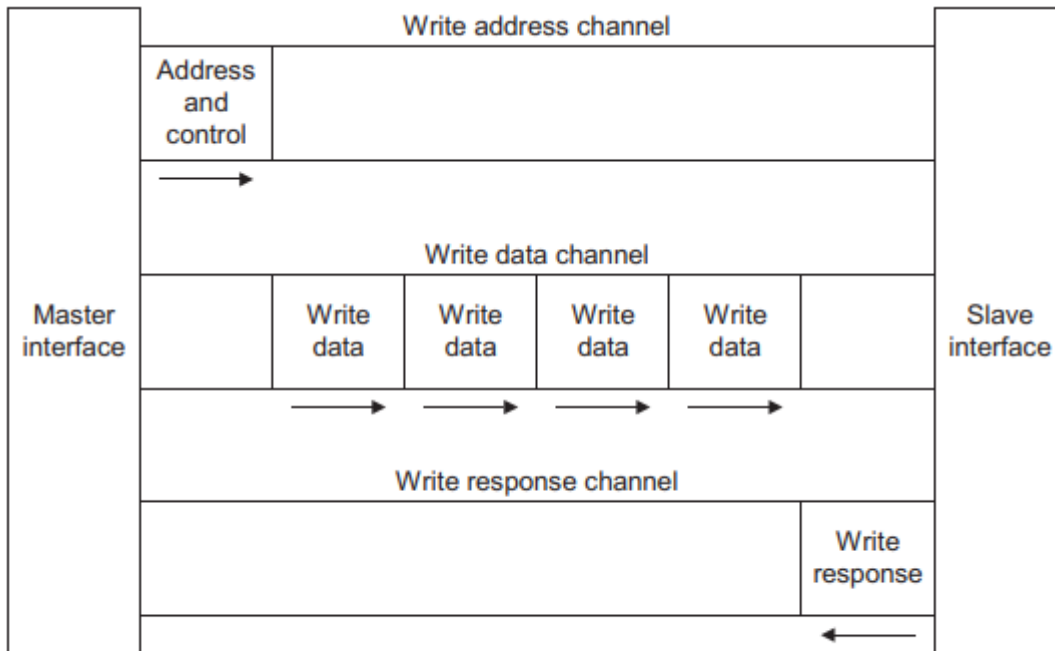 Write address channel
Address
and
control
Write data channel
Master
interface
Write
data
Write
data
Write
data
Write
data
Slave
interface
Write response channel
Write
response